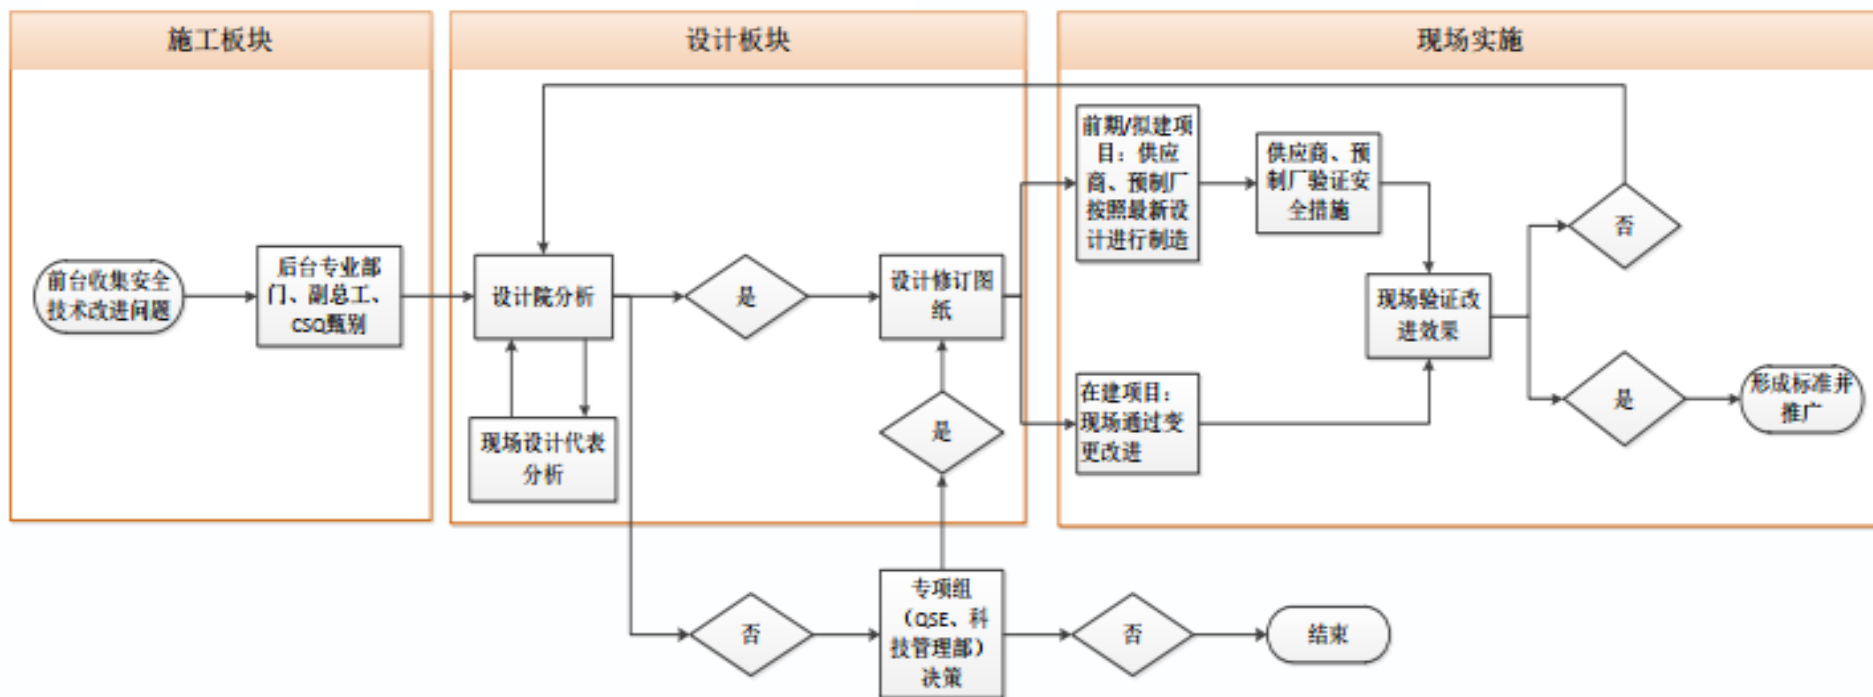 施工板块
设计板块
现场实施
前台收集安全
技术改进问题
后台专业部
门、副总工、
CSQ甄别
设计院分析
现场设计代表
分析
是
设计修订图
纸
是
否
专项组
（QSE、科
技管理部）
决策
否
结束
前期/拟建项
目：供应
商、预制厂
按照最新设
计进行制造
供应商、预
制厂验证安
全措施
在建项目：
现场通过变
更改进
现场验证改
进效果
否
是
形成标准并
推广